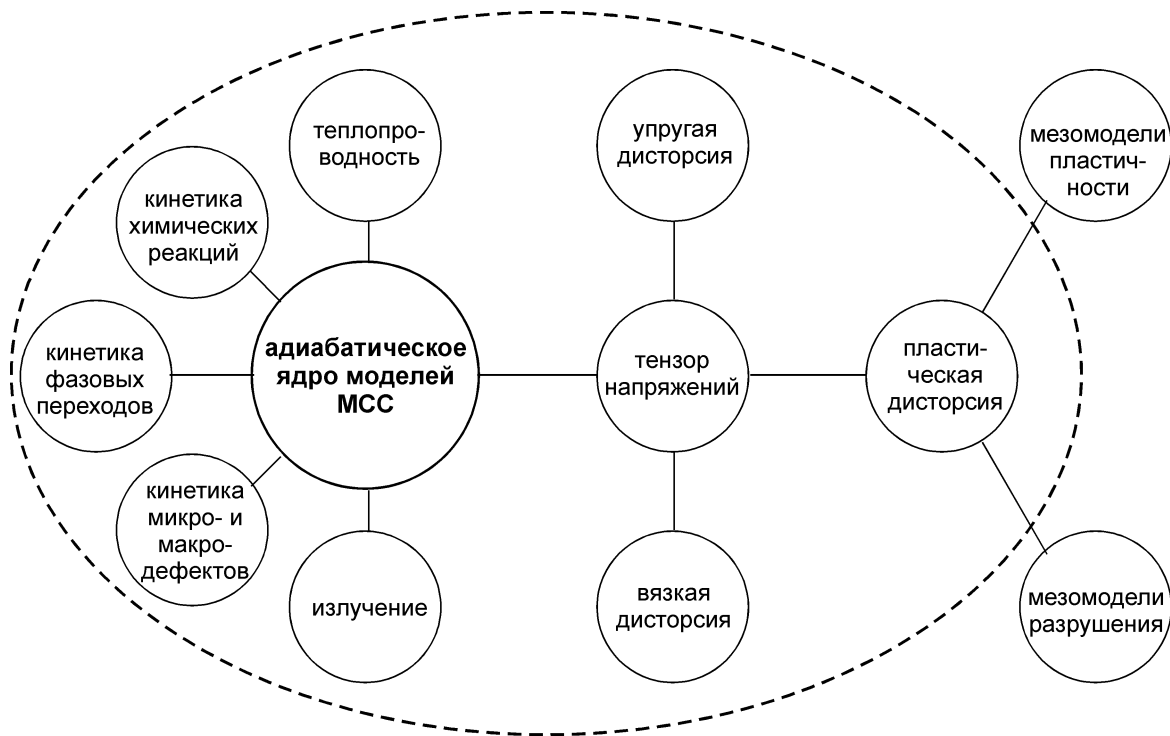 теплопро-
водность
упругая
дисторсия
мезомодели
пластич-
ности
кинетика
химических
реакций
кинетика
фазовых
переходов
адиабатическое
ядро моделей
МСС
тензор
напряжений
пласти-
ческая
дисторсия
кинетика
микро- и
макро-
дефектов
излучение
вязкая
дисторсия
мезомодели
разрушения